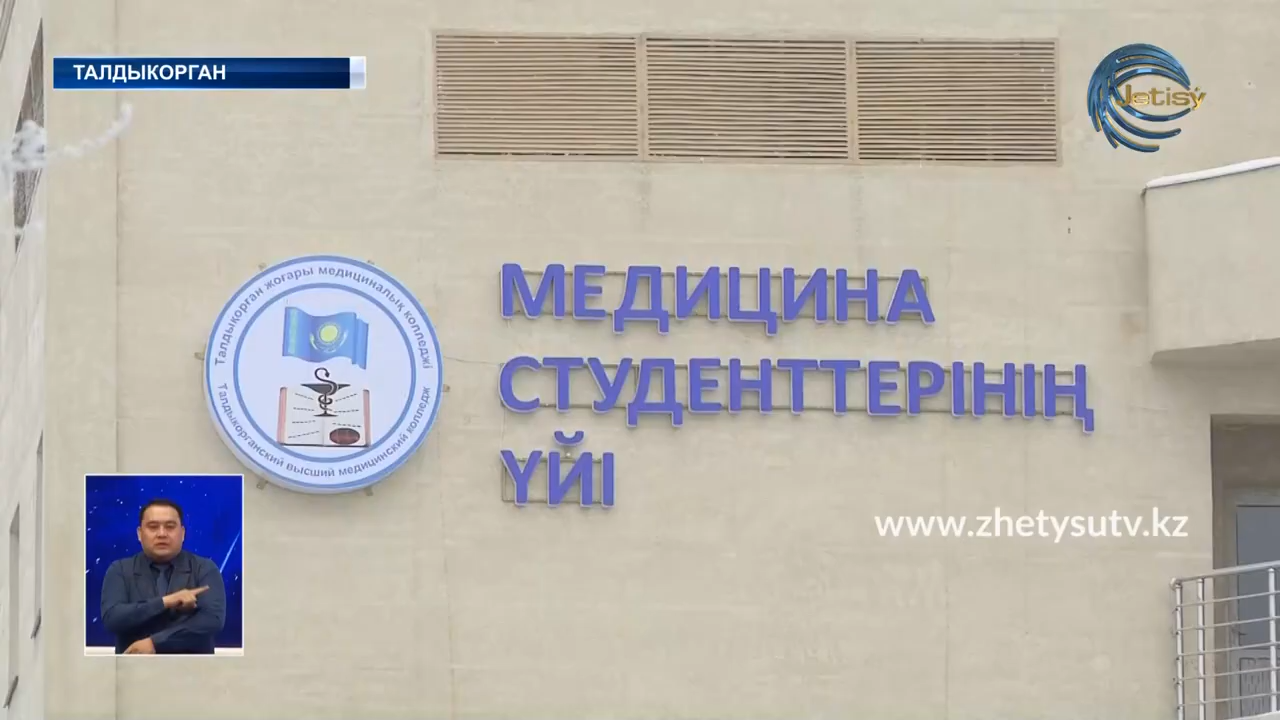 ТАЛДЫКОРГАН
Jetisý
Талдықорған жоғары медициналық колледжі
Талдыкорганский высший медицинский колледж
МЕДИЦИНА
СТУДЕНТТЕРІНІҢ
ҮЙІ
www.zhetysutv.kz